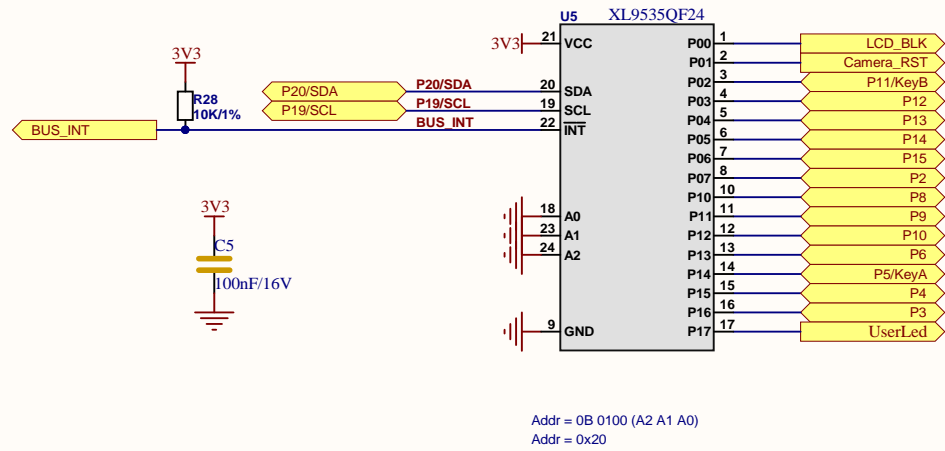 U5 XL9535QF24
3V3 21 VCC P00 1 LCD_BLK
P01 2 Camera_RST
3V3 P02 3 P11/KeyB
P20/SDA P20/SDA 20 SDA P03 4 P12
R28
10K/1%
P19/SCL P19/SCL 19 SCL P04 5 P13
BUS_INT BUS_INT 22 INT P05 6 P14
P06 7 P15
P07 8 P2
P10 10 P8
3V3 18 A0 P11 11 P9
23 A1 P12 12 P10
C5 24 A2 P13 13 P6
100nF/16V P14 14 P5/KeyA
P15 15 P4
P16 16 P3
9 GND P17 17 UserLed
Addr = 0B 0100 (A2 A1 A0)
Addr = 0x20